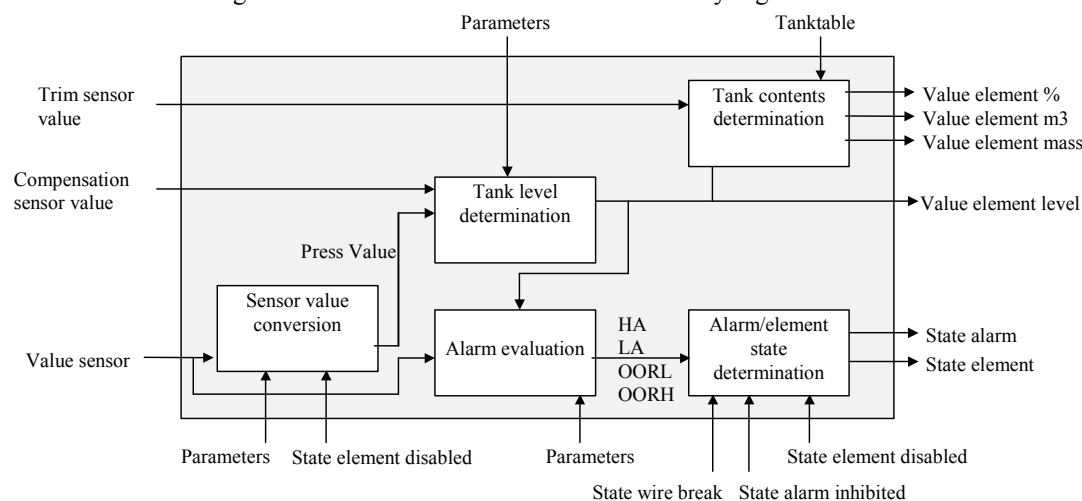 Parameters
Tanktable
Trim sensor
value
Tank contents
determination
Value element %
Value element m3
Value element mass
Compensation
sensor value
Tank level
determination
Value element level
Press Value
Sensor value
conversion
Value sensor
Alarm evaluation
HA
LA
OORL
OORH
Alarm/element
state
determination
State alarm
State element
Parameters
State element disabled
Parameters
State element disabled
State wire break
State alarm inhibited